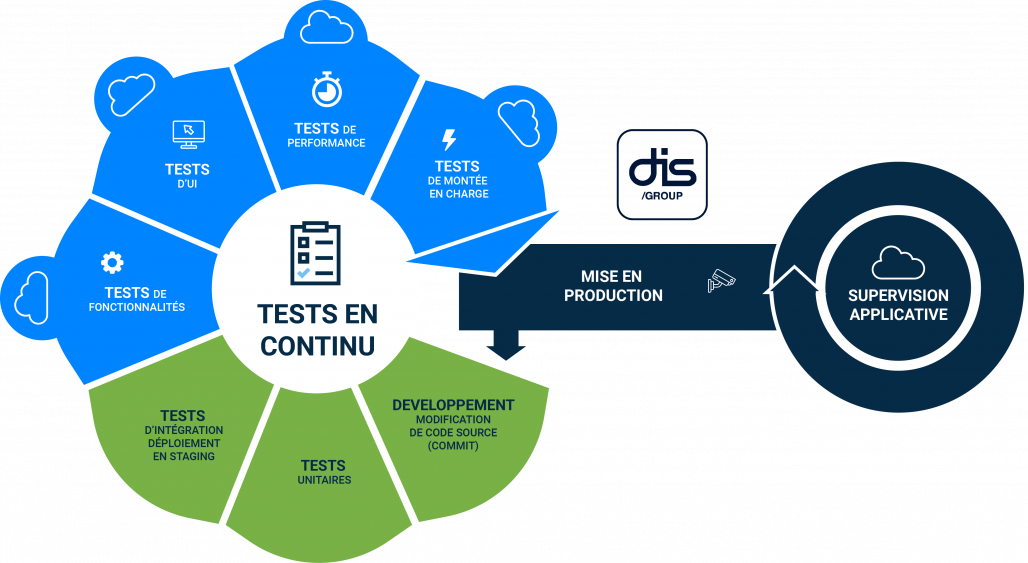 TESTS DE
PERFORMANCE
TESTS
D'UI
TESTS
DE MONTÉE
EN CHARGE
dis
/GROUP
TESTS DE
FONCTIONNALITÉS
TESTS EN
CONTINU
MISE EN
PRODUCTION
SUPERVISION
APPLICATIVE
TESTS
D'INTÉGRATION
DÉPLOIEMENT
EN STAGING
TESTS
UNITAIRES
DEVELOPPEMENT
MODIFICATION
DE CODE SOURCE
(COMMIT)